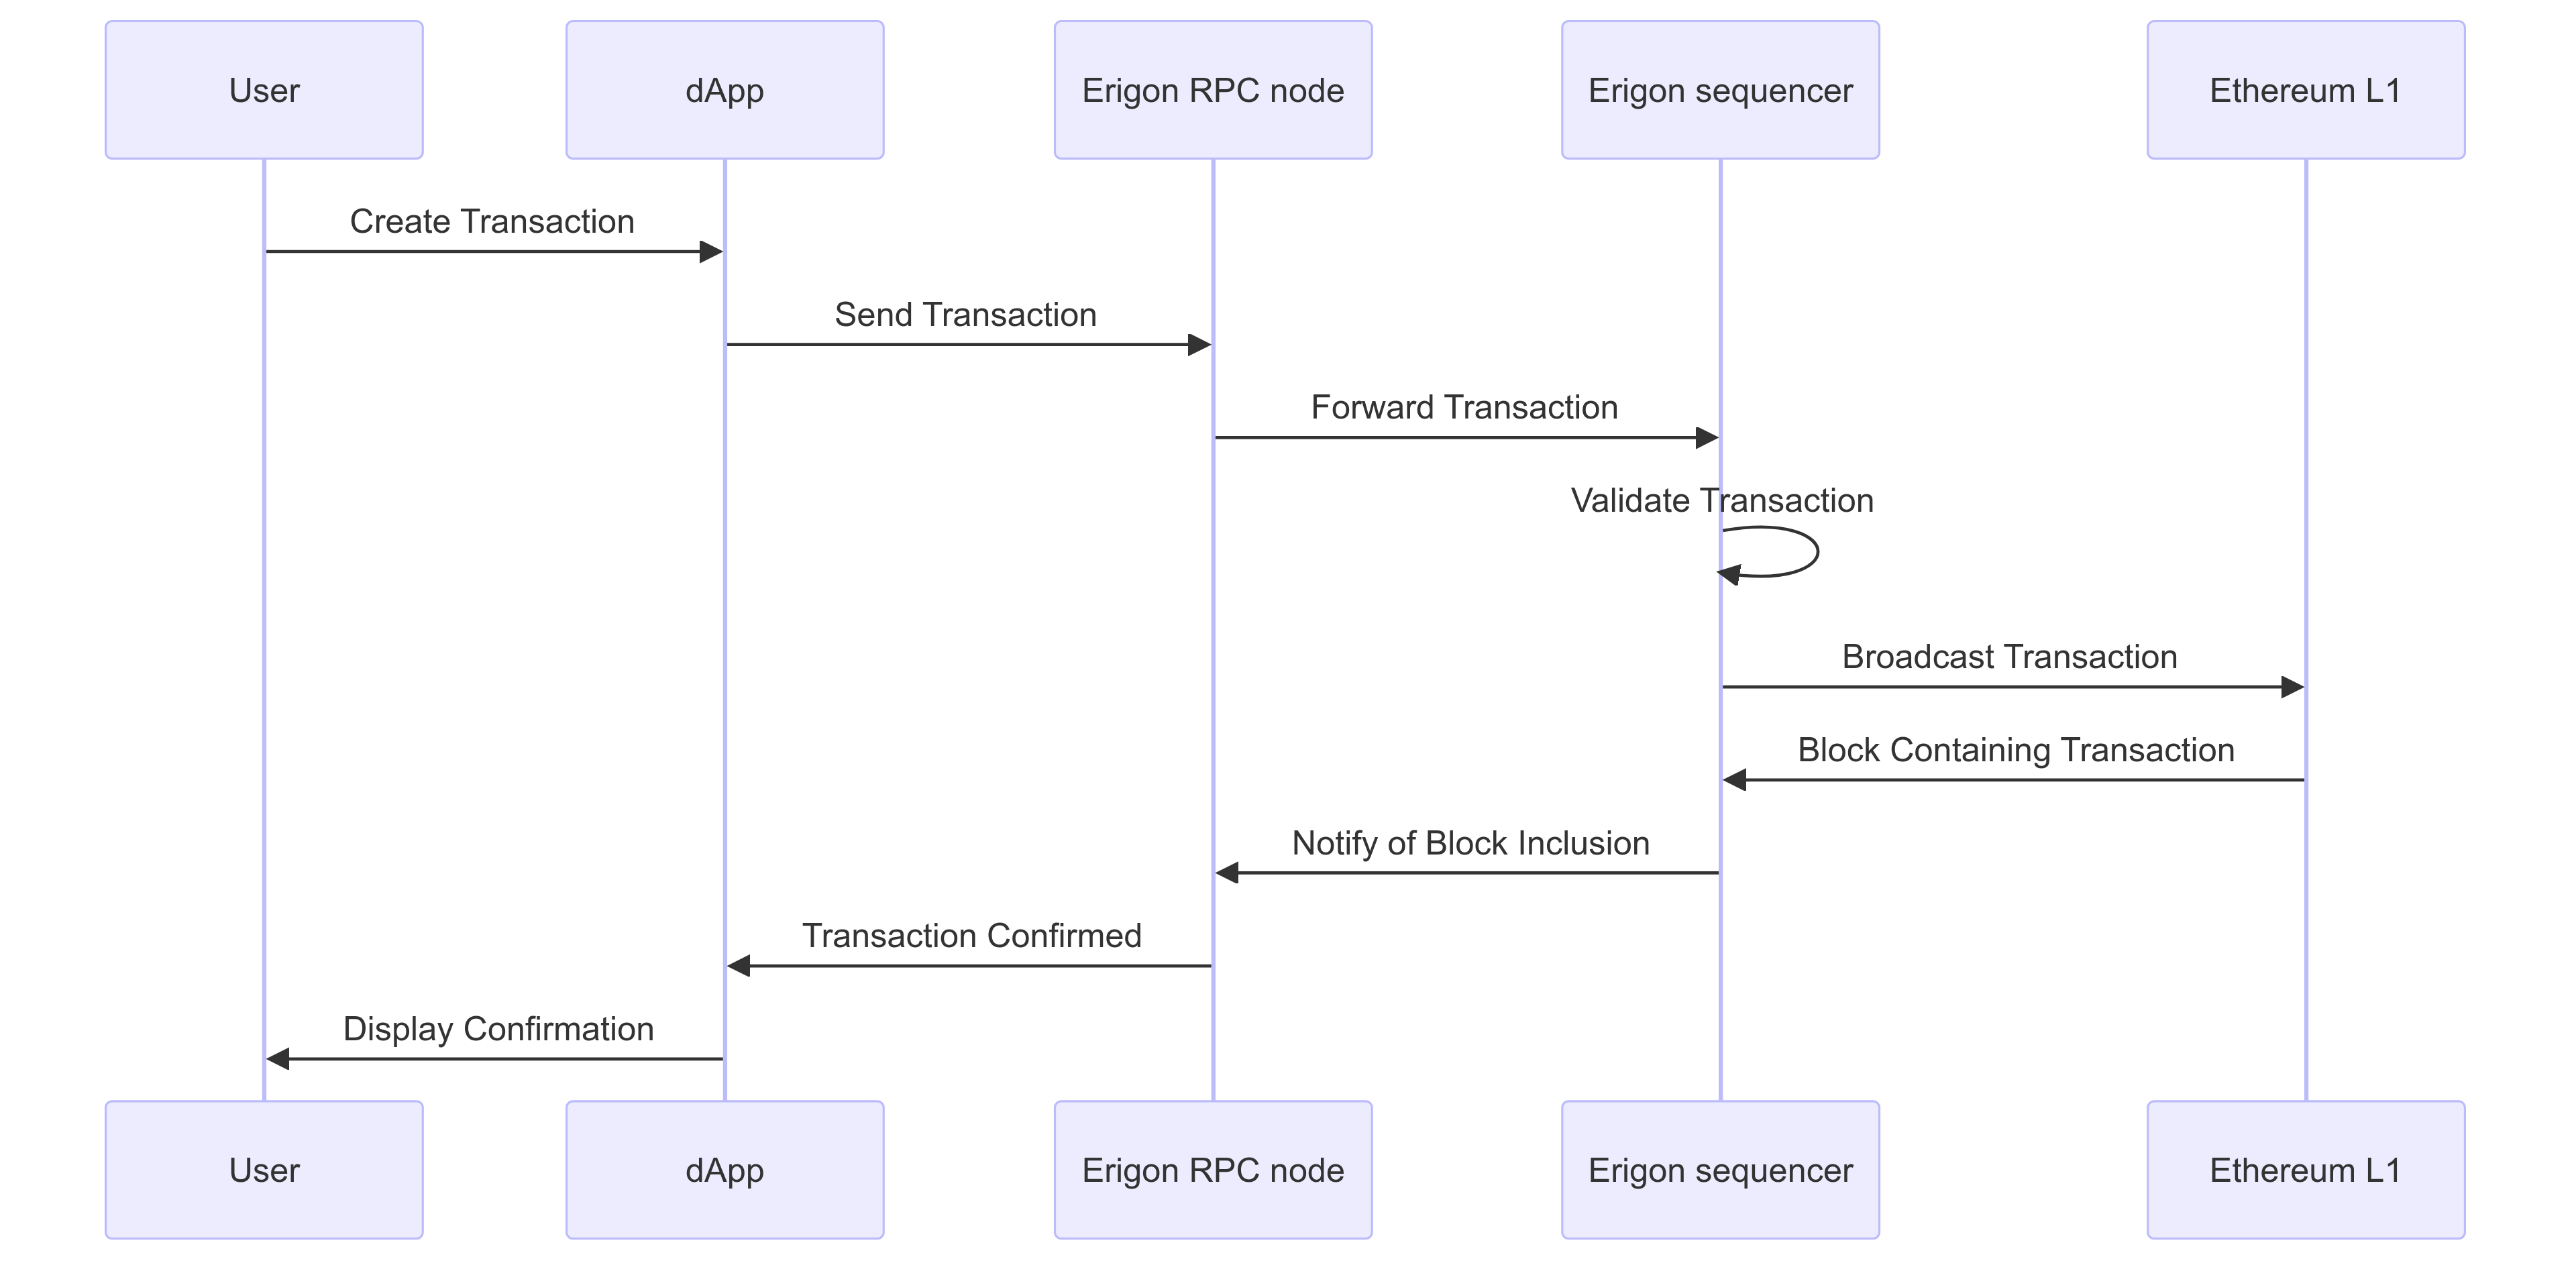 User
dApp
Erigon RPC node
Erigon sequencer
Ethereum L1
Create Transaction
Send Transaction
Forward Transaction
Validate Transaction
Broadcast Transaction
Block Containing Transaction
Notify of Block Inclusion
Transaction Confirmed
Display Confirmation
User
dApp
Erigon RPC node
Erigon sequencer
Ethereum L1